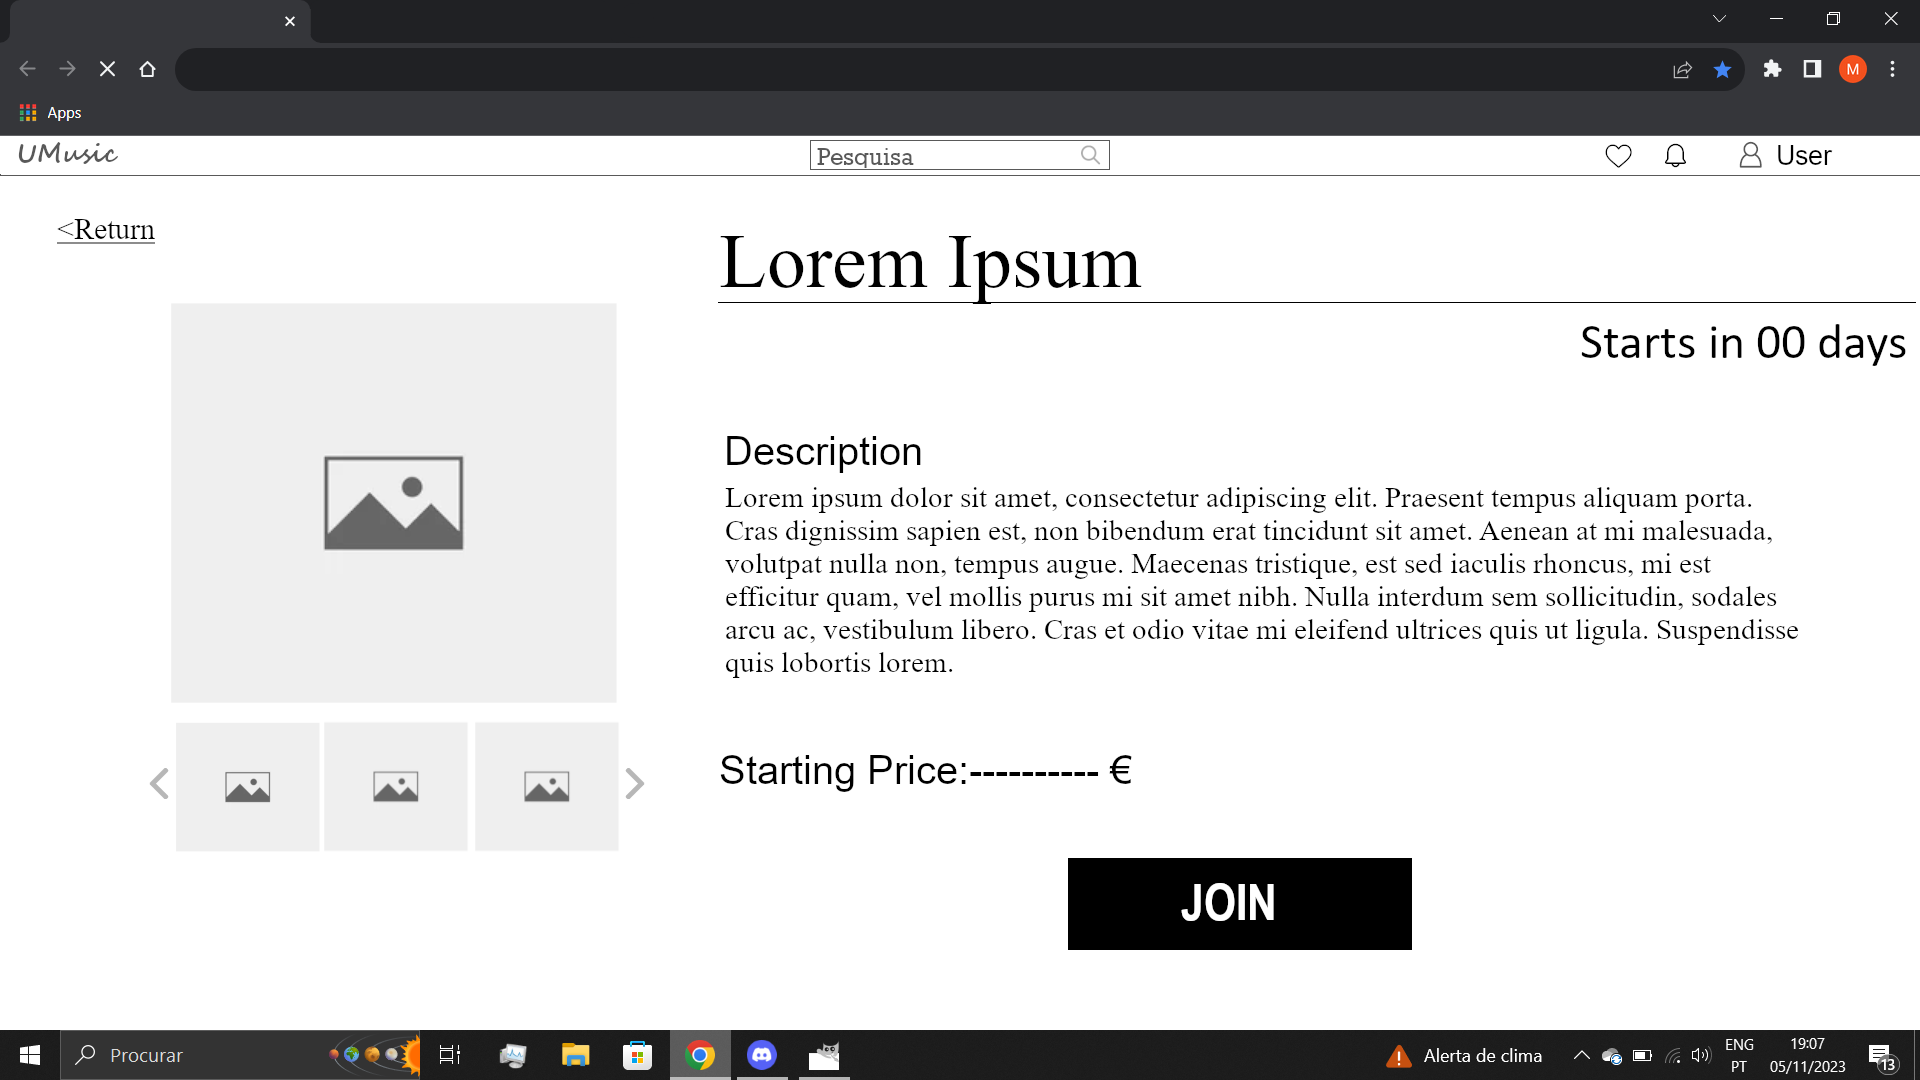 Apps
M
UMusic
Pesquisa
User
<Return
Lorem Ipsum
Starts in 00 days
Description
Lorem ipsum dolor sit amet, consectetur adipiscing elit. Praesent tempus aliquam porta.
Cras dignissim sapien est, non bibendum erat tincidunt sit amet. Aenean at mi malesuada,
volutpat nulla non, tempus augue. Maecenas tristique, est sed iaculis rhoncus, mi est
efficitur quam, vel mollis purus mi sit amet nibh. Nulla interdum sem sollicitudin, sodales
arcu ac, vestibulum libero. Cras et odio vitae mi eleifend ultrices quis ut ligula. Suspendisse
quis lobortis lorem.
Starting Price:---------- €
JOIN
Procurar
Alerta de clima
ENG
PT
19:07
05/11/2023
13